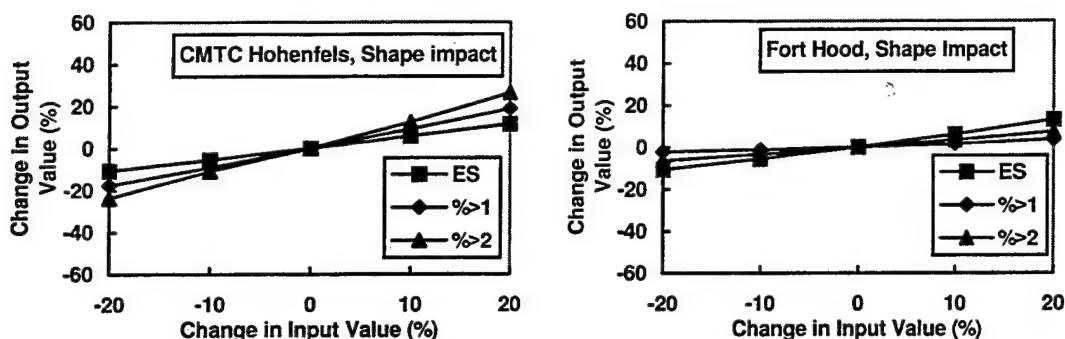 CMTC Hohenfels, Shape impact
Change in Output
Value (%)
60
40
20
0
-20
-40
-60
ES
%>1
%>2
-20 -10 0 10 20
Change in Input Value (%)
Fort Hood, Shape Impact
Change in Output
Value (%)
60
40
20
0
-20
-40
-60
ES
%>1
%>2
-20 -10 0 10 20
Change in Input Value (%)